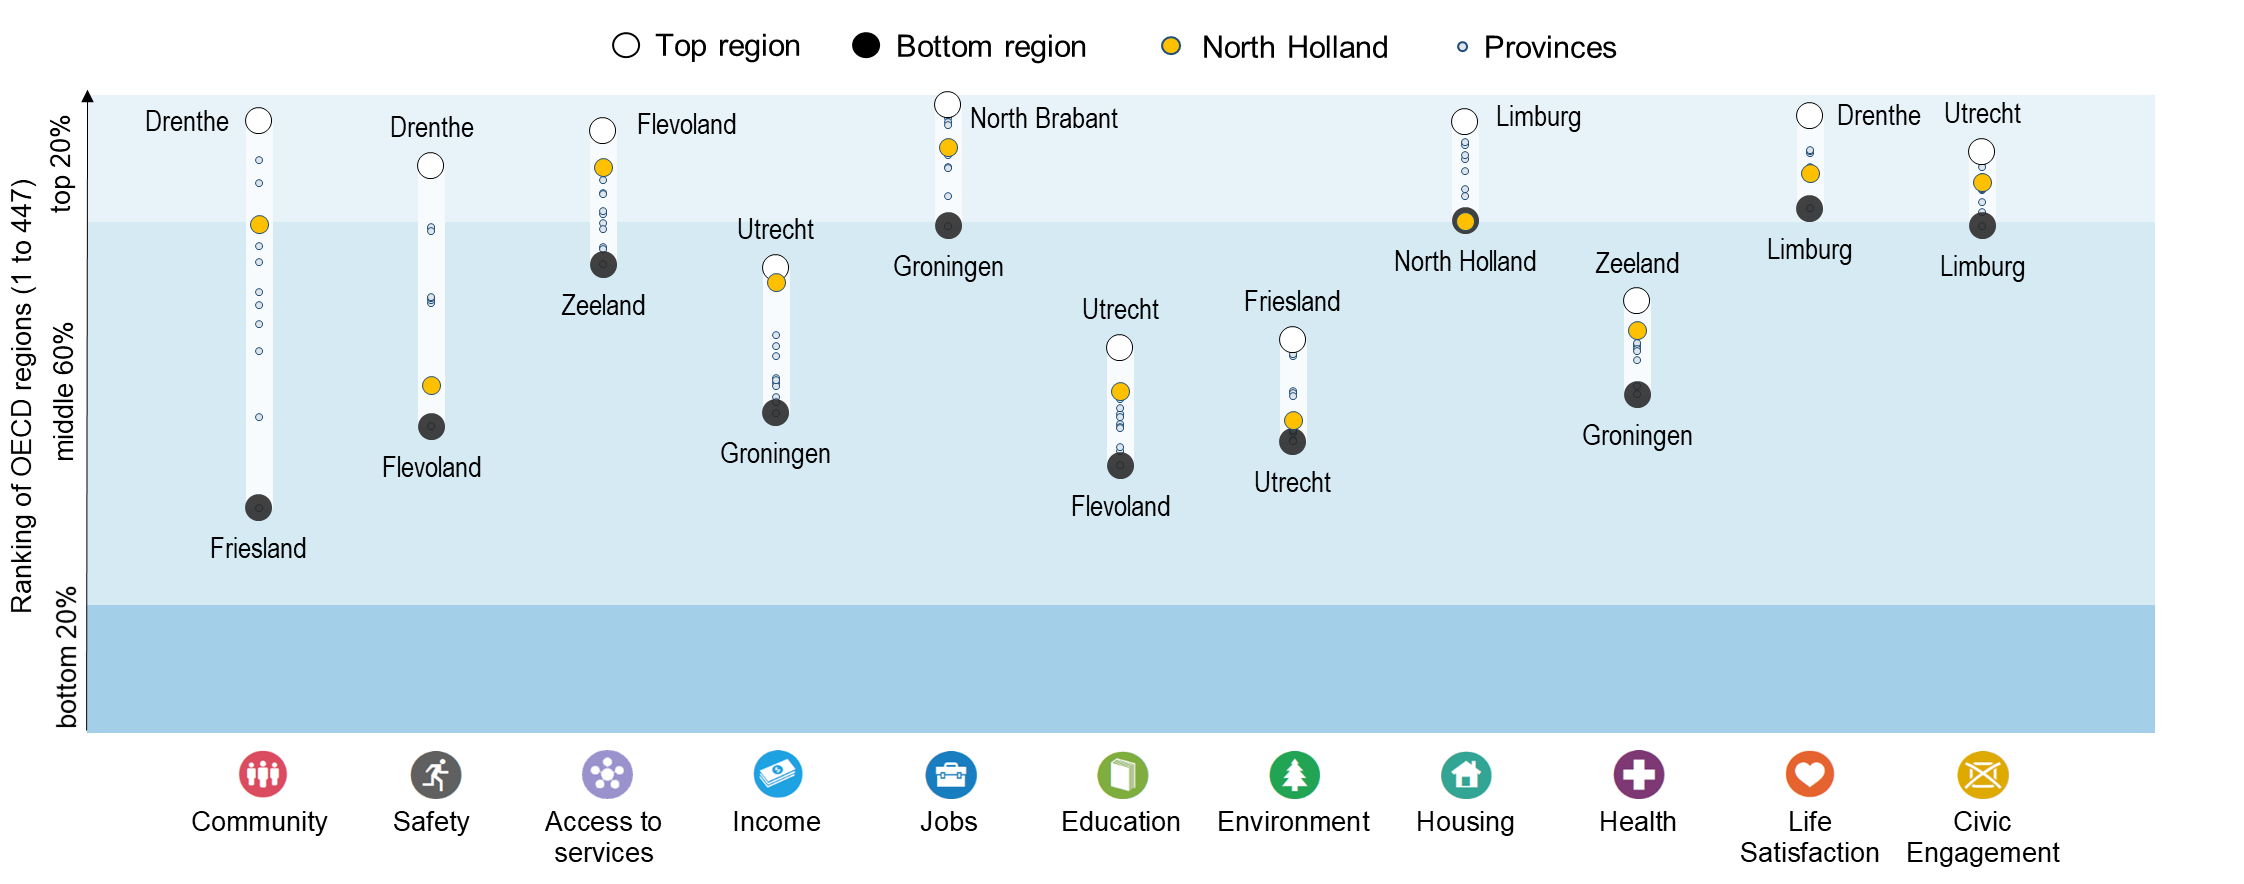 Top region
Bottom region
North Holland
Provinces
Ranking of OECD regions (1 to 447)
top 20%
middle 60%
bottom 20%
Drenthe
Friesland
Drenthe
Flevoland
Flevoland
Zeeland
Utrecht
Groningen
North Brabant
Groningen
Utrecht
Flevoland
Friesland
Utrecht
Limburg
North Holland
Zeeland
Groningen
Drenthe
Limburg
Utrecht
Limburg
Community
Safety
Access to
services
Income
Jobs
Education
Environment
Housing
Health
Life
Satisfaction
Civic
Engagement